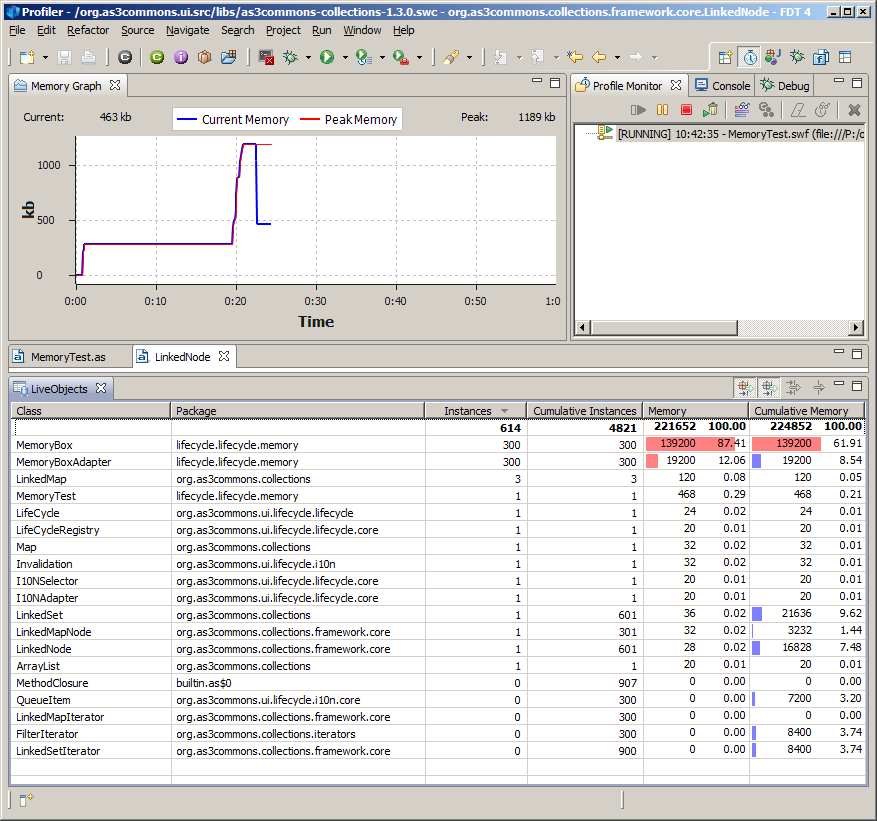 Profiler - /org.as3commons.ui.src/libs/as3commons-collections-1.3.0.swc - org.as3commons.collections.framework.core.LinkedNode - FDT 4
File Edit Refactor Source Navigate Search Project Run Window Help
Memory Graph
Current: 463 kb Current Memory Peak Memory Peak: 1189 kb
1000
500
0
kb
0:00 0:10 0:20 0:30 0:40 0:50 1:0
Time
Profile Monitor Console Debug
[RUNNING] 10:42:35 - MemoryTest.swf (file:///P:/c
MemoryTest.as LinkedNode
LiveObjects
Class Package Instances Cumulative Instances Memory Cumulative Memory
614 4821 221652 100.00 224852 100.00
MemoryBox lifecycle.lifecycle.memory 300 300 139200 87.41 139200 61.91
MemoryBoxAdapter lifecycle.lifecycle.memory 300 300 19200 12.06 19200 8.54
LinkedMap org.as3commons.collections 3 3 120 0.08 120 0.05
MemoryTest lifecycle.lifecycle.memory 1 1 468 0.29 468 0.21
LifeCycle org.as3commons.ui.lifecycle.lifecycle 1 1 24 0.02 24 0.01
LifeCycleRegistry org.as3commons.ui.lifecycle.lifecycle.core 1 1 20 0.01 20 0.01
Map org.as3commons.collections 1 1 32 0.02 32 0.01
Invalidation org.as3commons.ui.lifecycle.i10n 1 1 32 0.02 32 0.01
I10NSelector org.as3commons.ui.lifecycle.lifecycle.core 1 1 20 0.01 20 0.01
I10NAdapter org.as3commons.ui.lifecycle.lifecycle.core 1 1 20 0.01 20 0.01
LinkedSet org.as3commons.collections 1 601 36 0.02 21636 9.62
LinkedMapNode org.as3commons.collections.framework.core 1 301 32 0.02 3232 1.44
LinkedNode org.as3commons.collections.framework.core 1 601 28 0.02 16828 7.48
ArrayList org.as3commons.collections 1 1 20 0.01 20 0.01
MethodClosure builtin.as$0 0 907 0 0.00 0 0.00
QueueItem org.as3commons.ui.lifecycle.i10n.core 0 300 0 0.00 7200 3.20
LinkedMapIterator org.as3commons.collections.framework.core 0 300 0 0.00 0 0.00
FilterIterator org.as3commons.collections.iterators 0 300 0 0.00 8400 3.74
LinkedSetIterator org.as3commons.collections.framework.core 0 900 0 0.00 8400 3.74